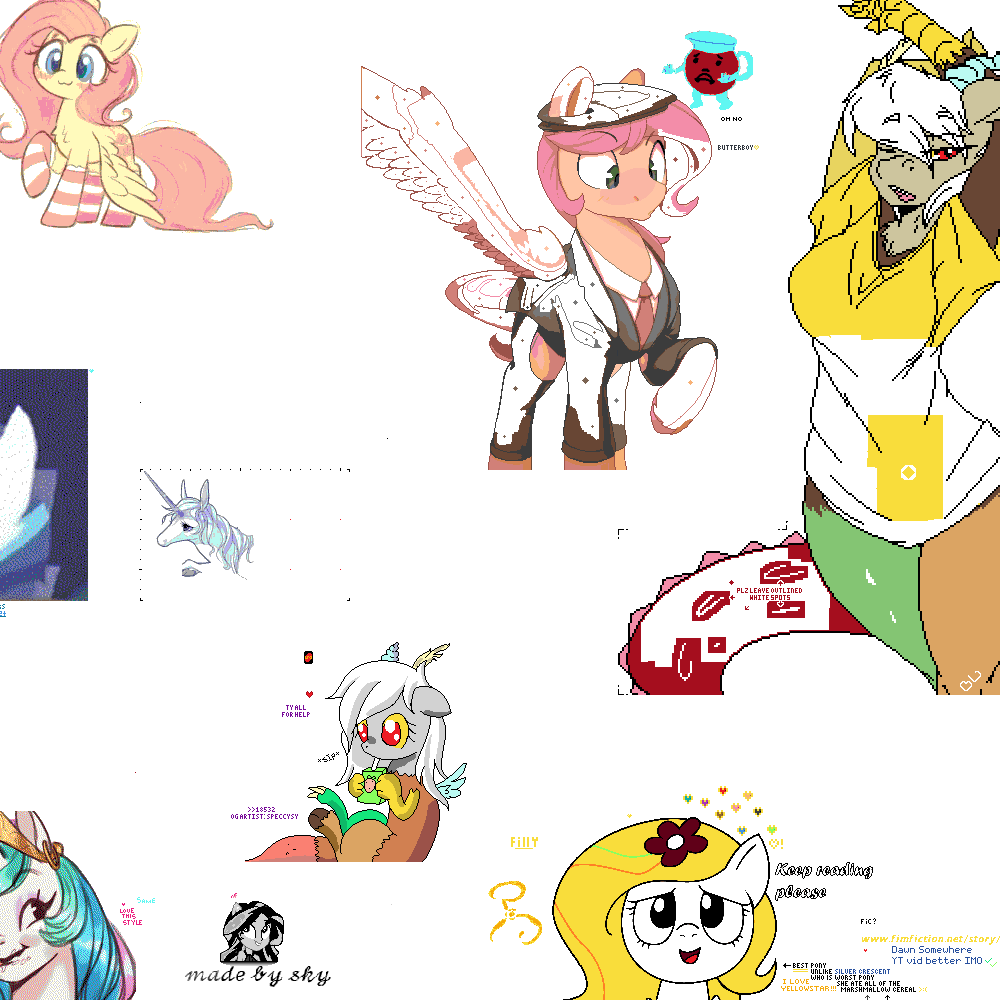 OH NO
BUTTERBOY
PLZ LEAVE OUTLINED
WHITE SPOTS
TY ALL
FOR HELP
*SIP*
>>18532
OG ARTIST: SPECCYSY
FillY
Keep reading
please
LOVE
THIS
STYLE
made by sky
FiC?
www.fimfiction.net/story/
Dawn Somewhere
YT vid better IMO
BEST PONY
UNLIKE SILVER CRESCENT
WHO IS WORST PONY
I LOVE
SHE ATE ALL OF THE
YELLOWSTAR!!!
MARSHMALLOW CEREAL